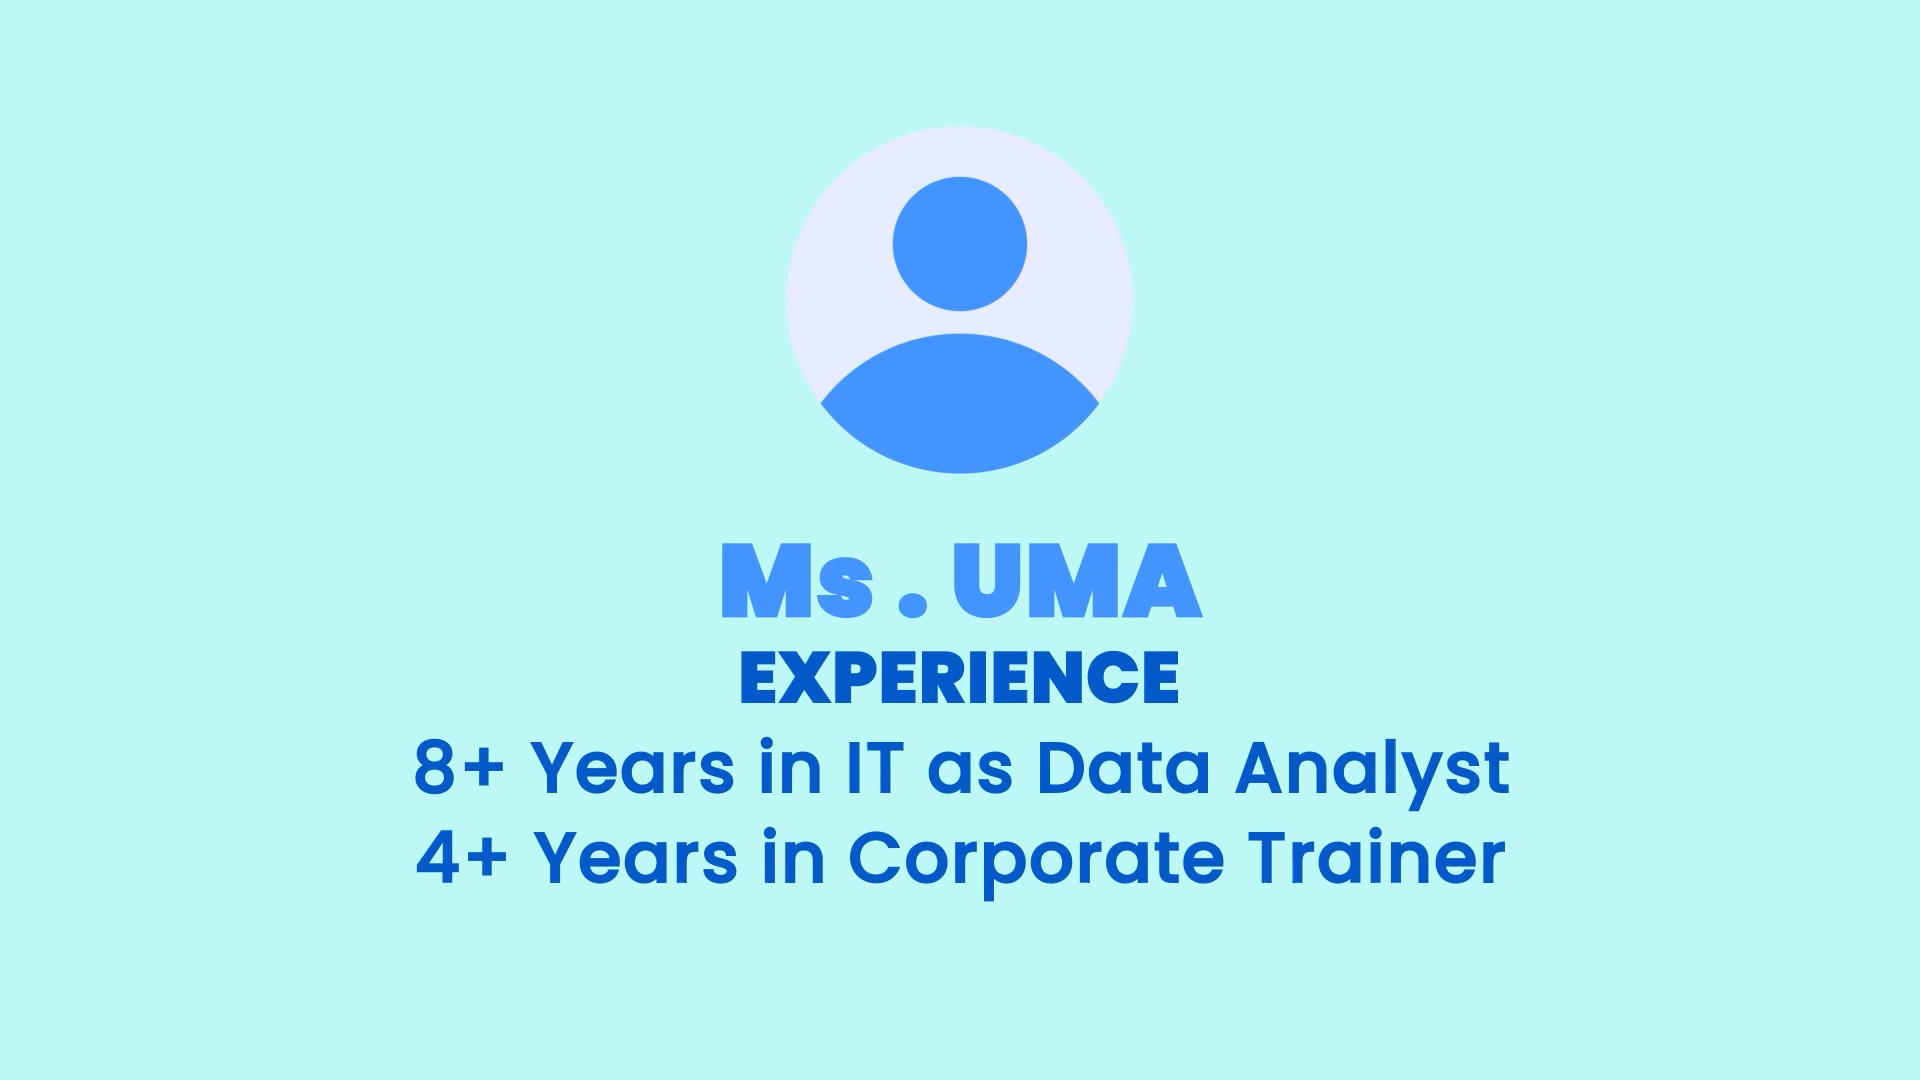 Ms . UMA
EXPERIENCE
8+ Years in IT as Data Analyst
4+ Years in Corporate Trainer